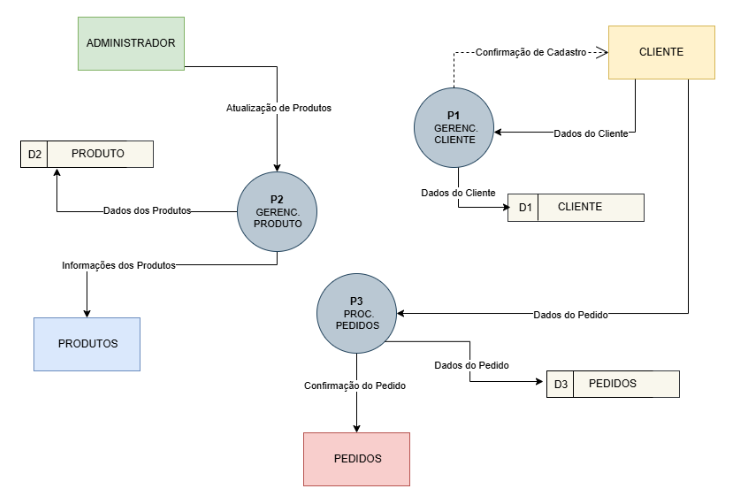 ADMINISTRADOR
Confirmação de Cadastro
CLIENTE
Atualização de Produtos
P1
GERENC.
CLIENTE
Dados do Cliente
D2
PRODUTO
Dados do Cliente
P2
GERENC.
PRODUTO
Dados dos Produtos
D1
CLIENTE
Informações dos Produtos
P3
PROC.
PEDIDOS
Dados do Pedido
PRODUTOS
Dados do Pedido
Confirmação do Pedido
D3
PEDIDOS
PEDIDOS